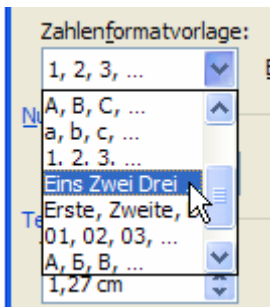 Zahlenformatvorlage:
1, 2, 3, ...
A, B, C, ...
a, b, c, ...
1. 2. 3. ...
Eins Zwei Drei
Erste, Zweite,
01, 02, 03, ...
А, Б, В, ...
1,27 cm